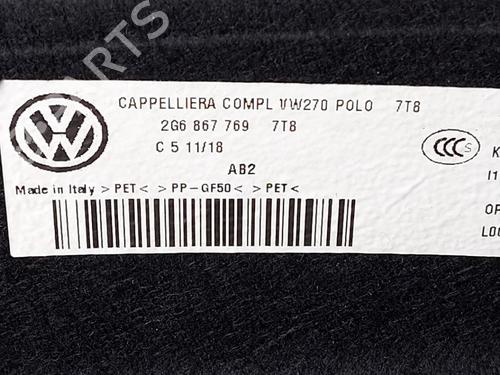 PARTS
CAPPELLIERA COMPL VW270 POLO 7T8
2G6 867 769 7T8
C 5 11/18
AB2
Made in Italy >PET< >PP-GF50< >PET<
CCC S